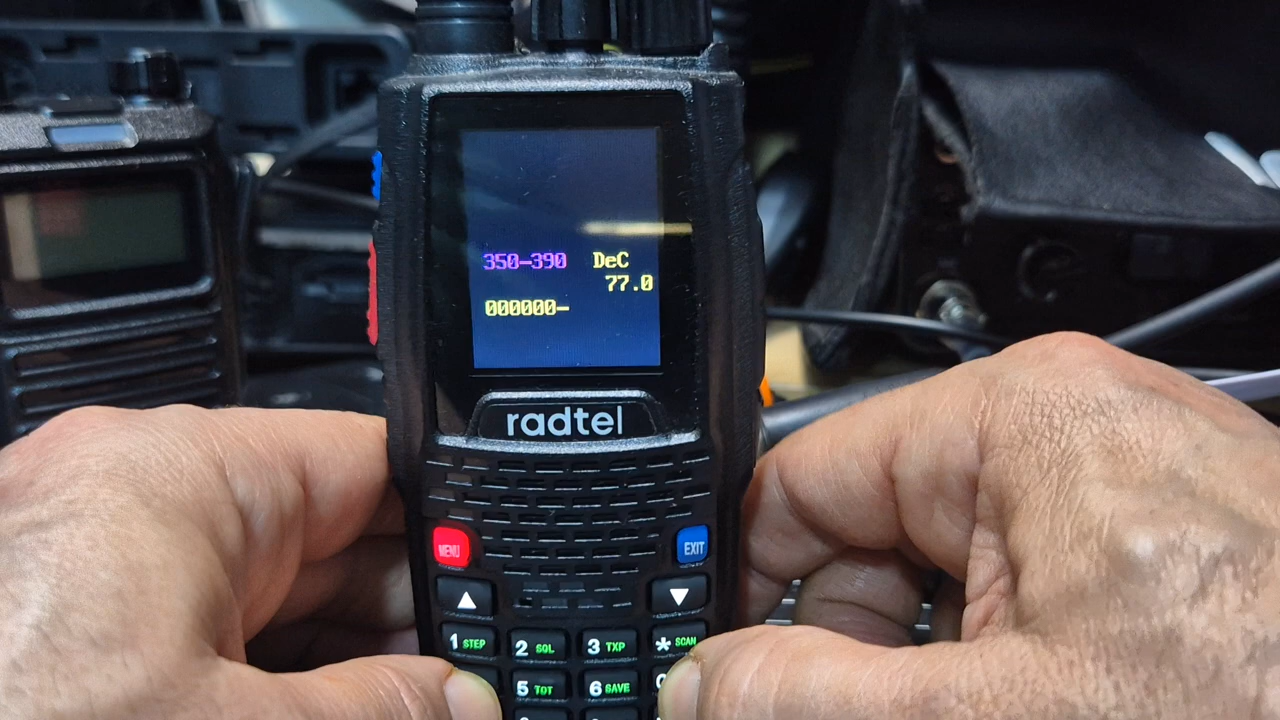 350-390 DeC
77.0
000000-
radtel
MENU EXIT
1 STEP 2 SQL 3 TXP * SCAN
5 TOT 6 SAVE